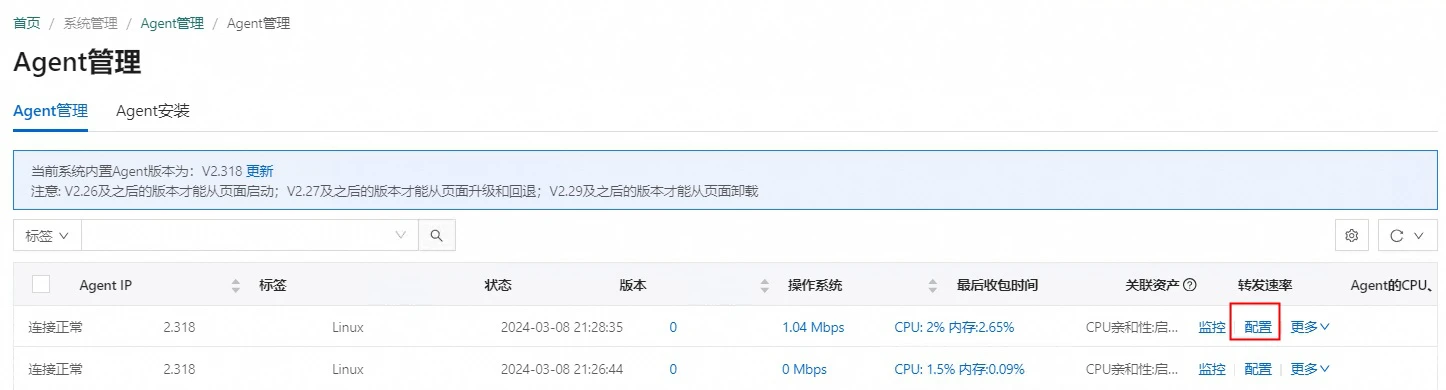 首页 / 系统管理 / Agent管理 / Agent管理
Agent管理
Agent管理 Agent安装
当前系统内置Agent版本为：V2.318 更新
注意: V2.26及之后的版本才能从页面启动；V2.27及之后的版本才能从页面升级和回退；V2.29及之后的版本才能从页面卸载
标签
Agent IP 标签 状态 版本 操作系统 最后收包时间 关联资产 转发速率 Agent的CPU、
连接正常 2.318 Linux 2024-03-08 21:28:35 0 1.04 Mbps CPU: 2% 内存:2.65% CPU亲和性:启... 监控 配置 更多
连接正常 2.318 Linux 2024-03-08 21:26:44 0 0 Mbps CPU: 1.5% 内存:0.09% CPU亲和性:启... 监控 配置 更多